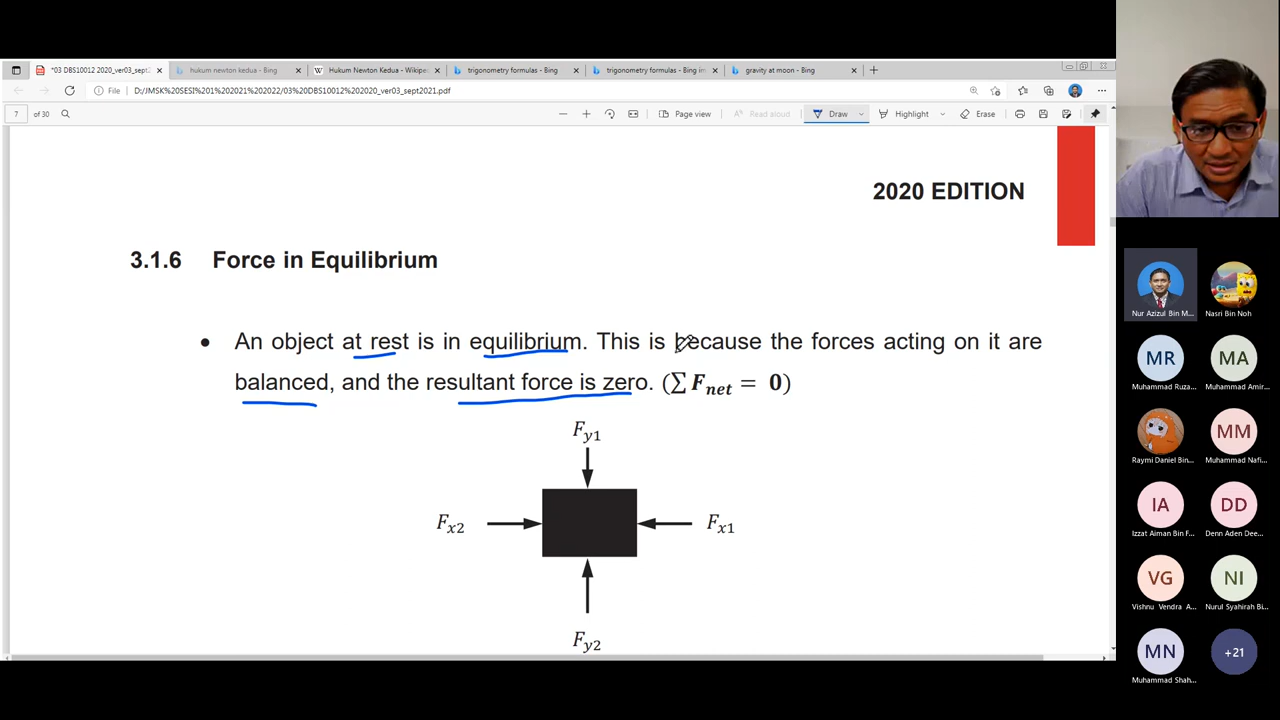 *03 DBS10012 2020_ver03_sept2
hukum newton kedua - Bing
Hukum Newton Kedua - Wikipe
trigonometry formulas - Bing
trigonometry formulas - Bing im
gravity at moon - Bing
File
D:/JMSK%20SESI%201%202021%202022/03%20DBS10012%202020_ver03_sept2021.pdf
7 of 30
Page view
Read aloud
Draw
Highlight
Erase
2020 EDITION
3.1.6 Force in Equilibrium
• An object at rest is in equilibrium. This is because the forces acting on it are
balanced, and the resultant force is zero. (∑Fnet = 0)
Fy1
Fx2
Fx1
Fy2
Nur Azizul Bin M...
Nasri Bin Noh
MR
MA
Muhammad Ruza...
Muhammad Amir...
MM
Raymi Daniel Bin...
Muhammad Nafi...
IA
DD
Izzat Aiman Bin F...
Denn Aden Dee...
VG
NI
Vishnu Vendra A...
Nurul Syahirah Bi...
MN
+21
Muhammad Shah...